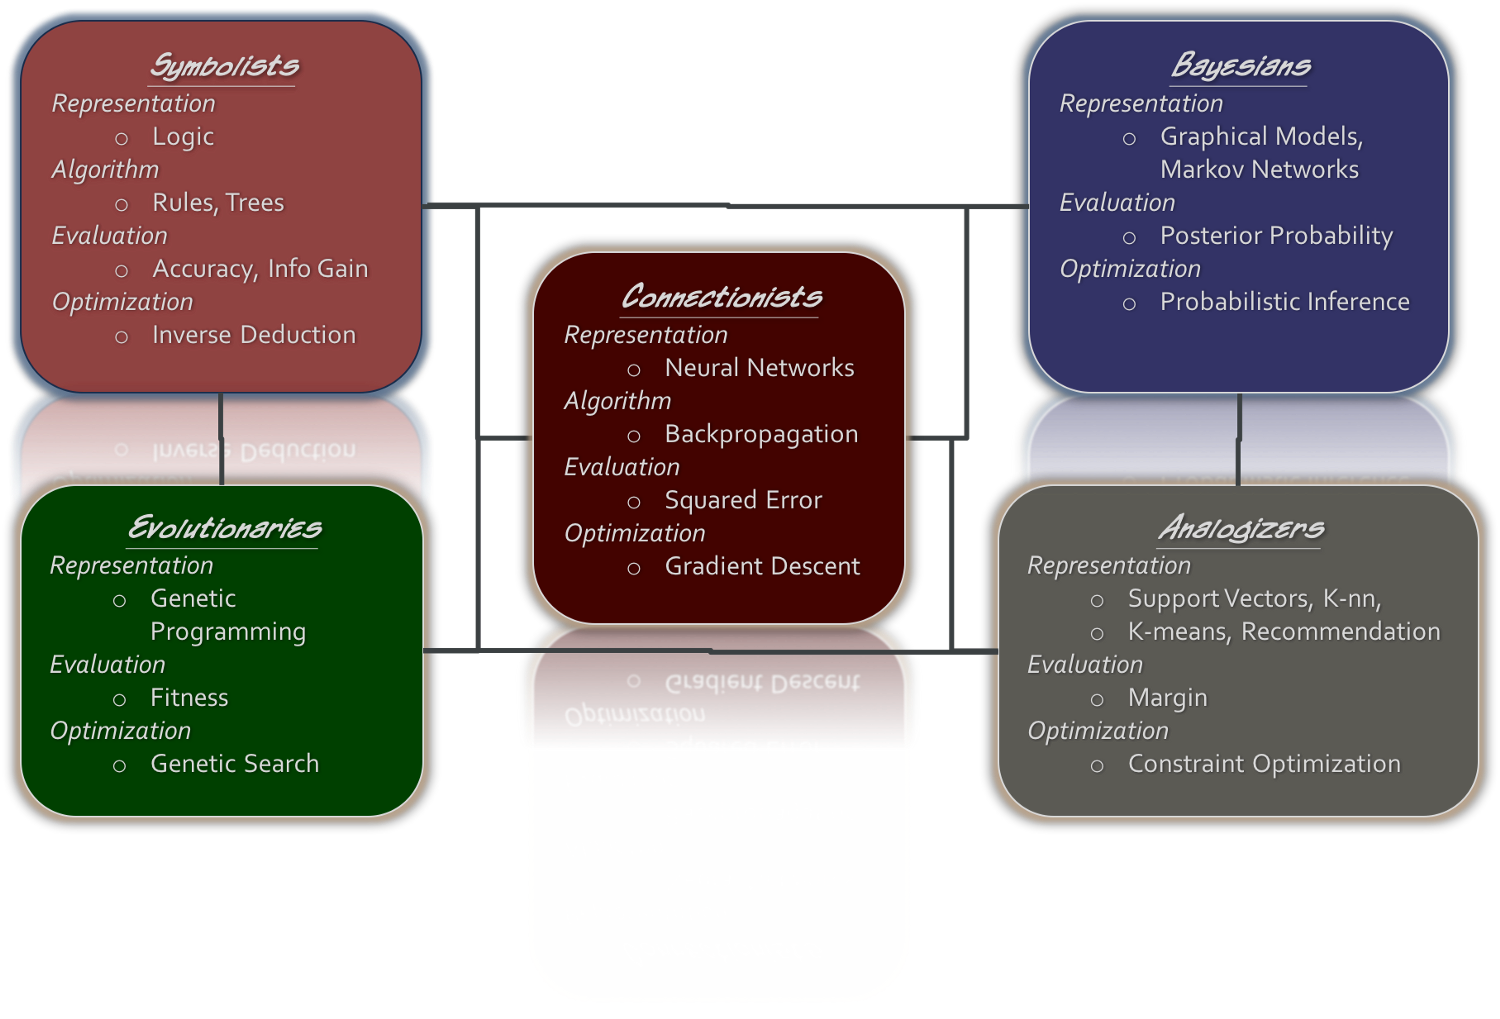 Symbolists
Representation
o Logic
Algorithm
o Rules, Trees
Evaluation
o Accuracy, Info Gain
Optimization
o Inverse Deduction
Bayesians
Representation
o Graphical Models,
Markov Networks
Evaluation
o Posterior Probability
Optimization
o Probabilistic Inference
Connectionists
Representation
o Neural Networks
Algorithm
o Backpropagation
Evaluation
o Squared Error
Optimization
o Gradient Descent
Evolutionaries
Representation
o Genetic
Programming
Evaluation
o Fitness
Optimization
o Genetic Search
Analogizers
Representation
o Support Vectors, K-nn,
o K-means, Recommendation
Evaluation
o Margin
Optimization
o Constraint Optimization